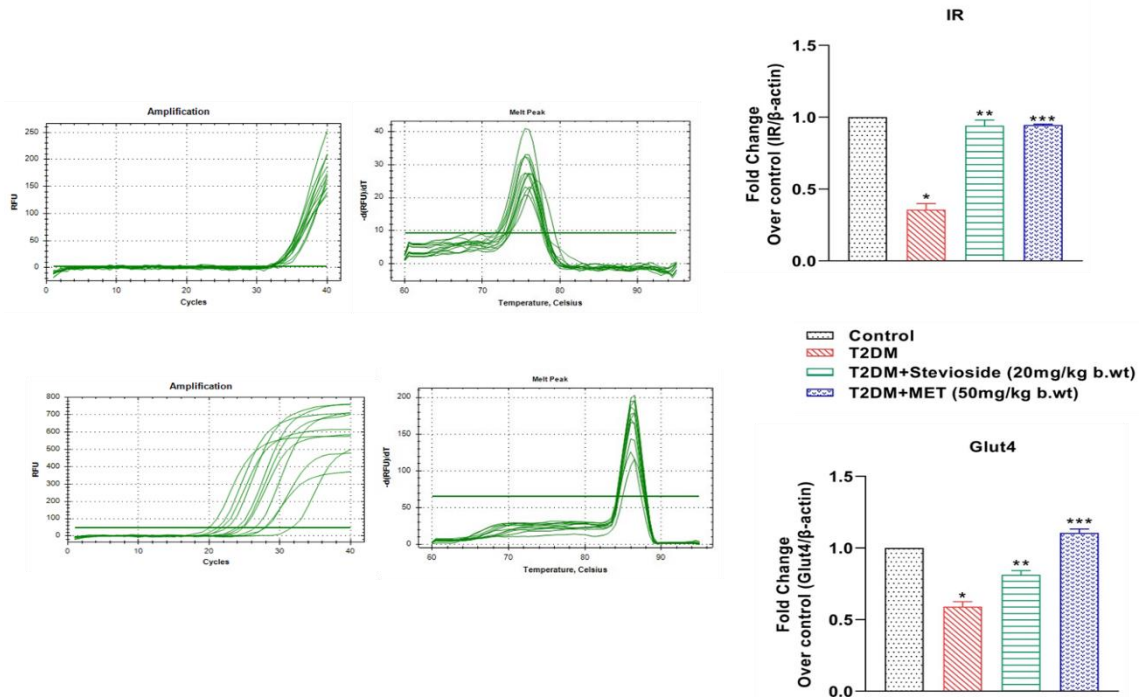 IR
Fold Change
Over control (IR/β-actin)
1.5
1.0
0.5
0.0
*
**
***
Amplification
RFU
250
200
150
100
50
0
0 10 20 30 40
Cycles
Melt Peak
-d(RFU)/dT
40
30
20
10
0
60 70 80 90
Temperature, Celsius
Control
T2DM
T2DM+Stevioside (20mg/kg b.wt)
T2DM+MET (50mg/kg b.wt)
Amplification
RFU
800
700
600
500
400
300
200
100
0
0 10 20 30 40
Cycles
Melt Peak
-d(RFU)/dT
200
150
100
50
0
60 70 80 90
Temperature, Celsius
Glut4
Fold Change
Over control (Glut4/β-actin)
1.5
1.0
0.5
0.0
*
**
***